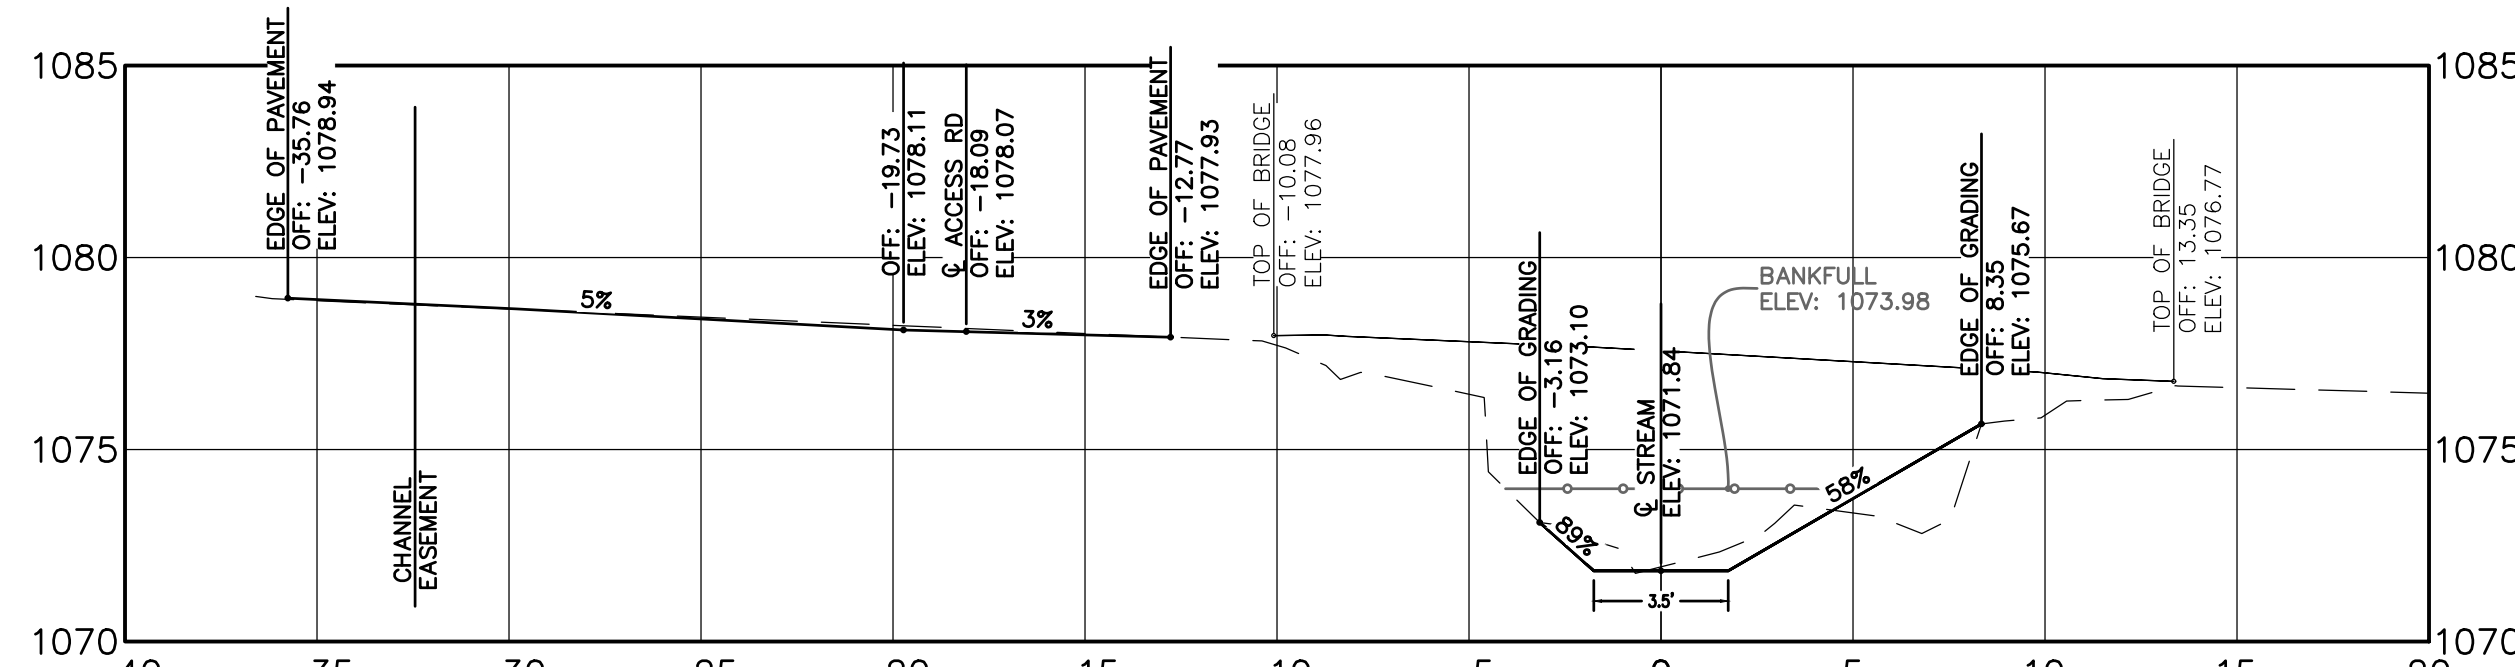 1085
1080
1075
1070
EDGE OF PAVEMENT
OFF: -35.76
ELEV: 1078.94
CHANNEL
EASEMENT
5%
OFF: -19.73
ELEV: 1078.11
℄ ACCESS RD
OFF: -18.09
ELEV: 1078.07
3%
EDGE OF PAVEMENT
OFF: -12.77
ELEV: 1077.93
TOP OF BRIDGE
OFF: -10.08
ELEV: 1077.96
EDGE OF GRADING
OFF: -3.16
ELEV: 1073.10
89%
℄ STREAM
ELEV: 1071.84
3.5'
BANKFULL
ELEV: 1073.98
58%
EDGE OF GRADING
OFF: 8.35
ELEV: 1075.67
TOP OF BRIDGE
OFF: 13.35
ELEV: 1076.77
1085
1080
1075
1070